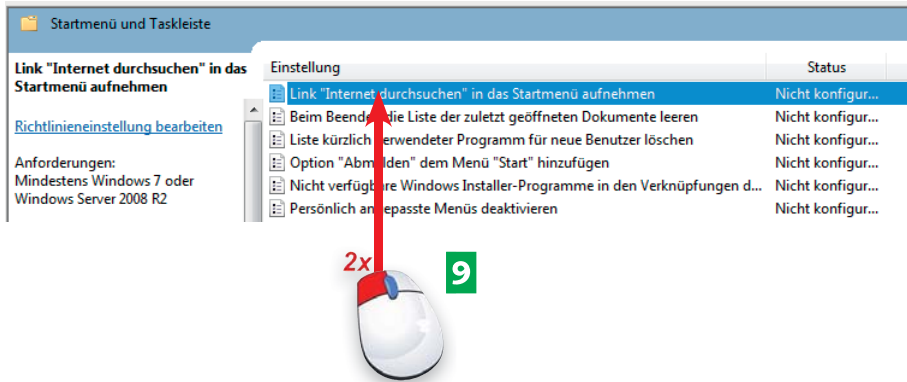 Startmenü und Taskleiste
Link "Internet durchsuchen" in das
Startmenü aufnehmen
Richtlinieneinstellung bearbeiten
Anforderungen:
Mindestens Windows 7 oder
Windows Server 2008 R2
Einstellung Status
Link "Internet durchsuchen" in das Startmenü aufnehmen Nicht konfigur...
Beim Beenden die Liste der zuletzt geöffneten Dokumente leeren Nicht konfigur...
Liste kürzlich verwendeter Programm für neue Benutzer löschen Nicht konfigur...
Option "Abmelden" dem Menü "Start" hinzufügen Nicht konfigur...
Nicht verfügbare Windows Installer-Programme in den Verknüpfungen d... Nicht konfigur...
Persönlich angepasste Menüs deaktivieren Nicht konfigur...
2x
9